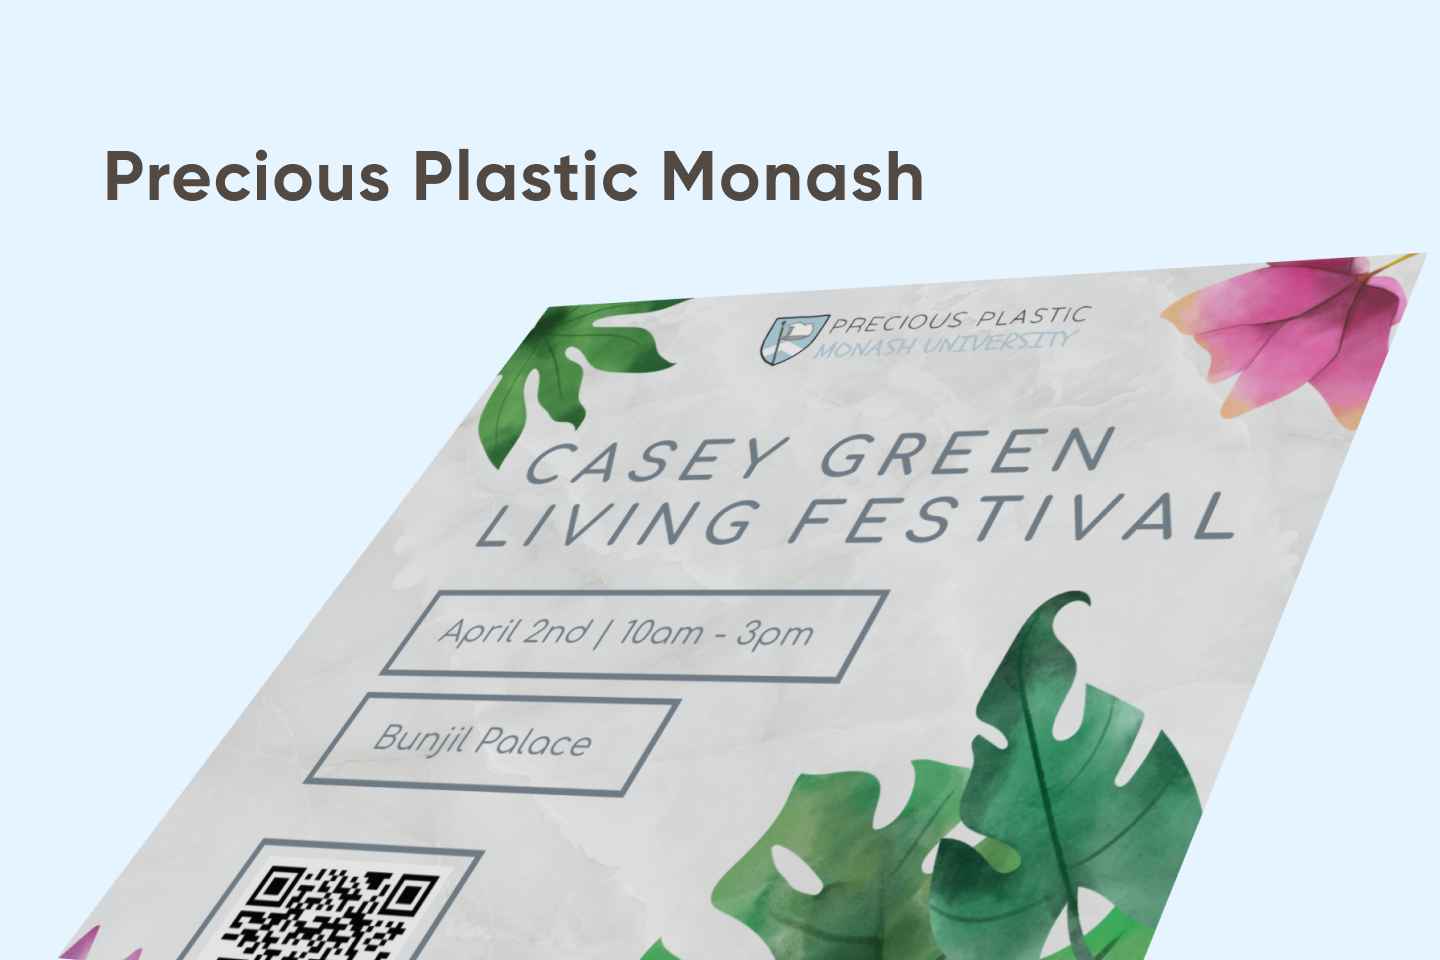 Precious Plastic Monash
PRECIOUS PLASTIC
MONASH UNIVERSITY
CASEY GREEN
LIVING FESTIVAL
April 2nd | 10am - 3pm
Bunjil Palace